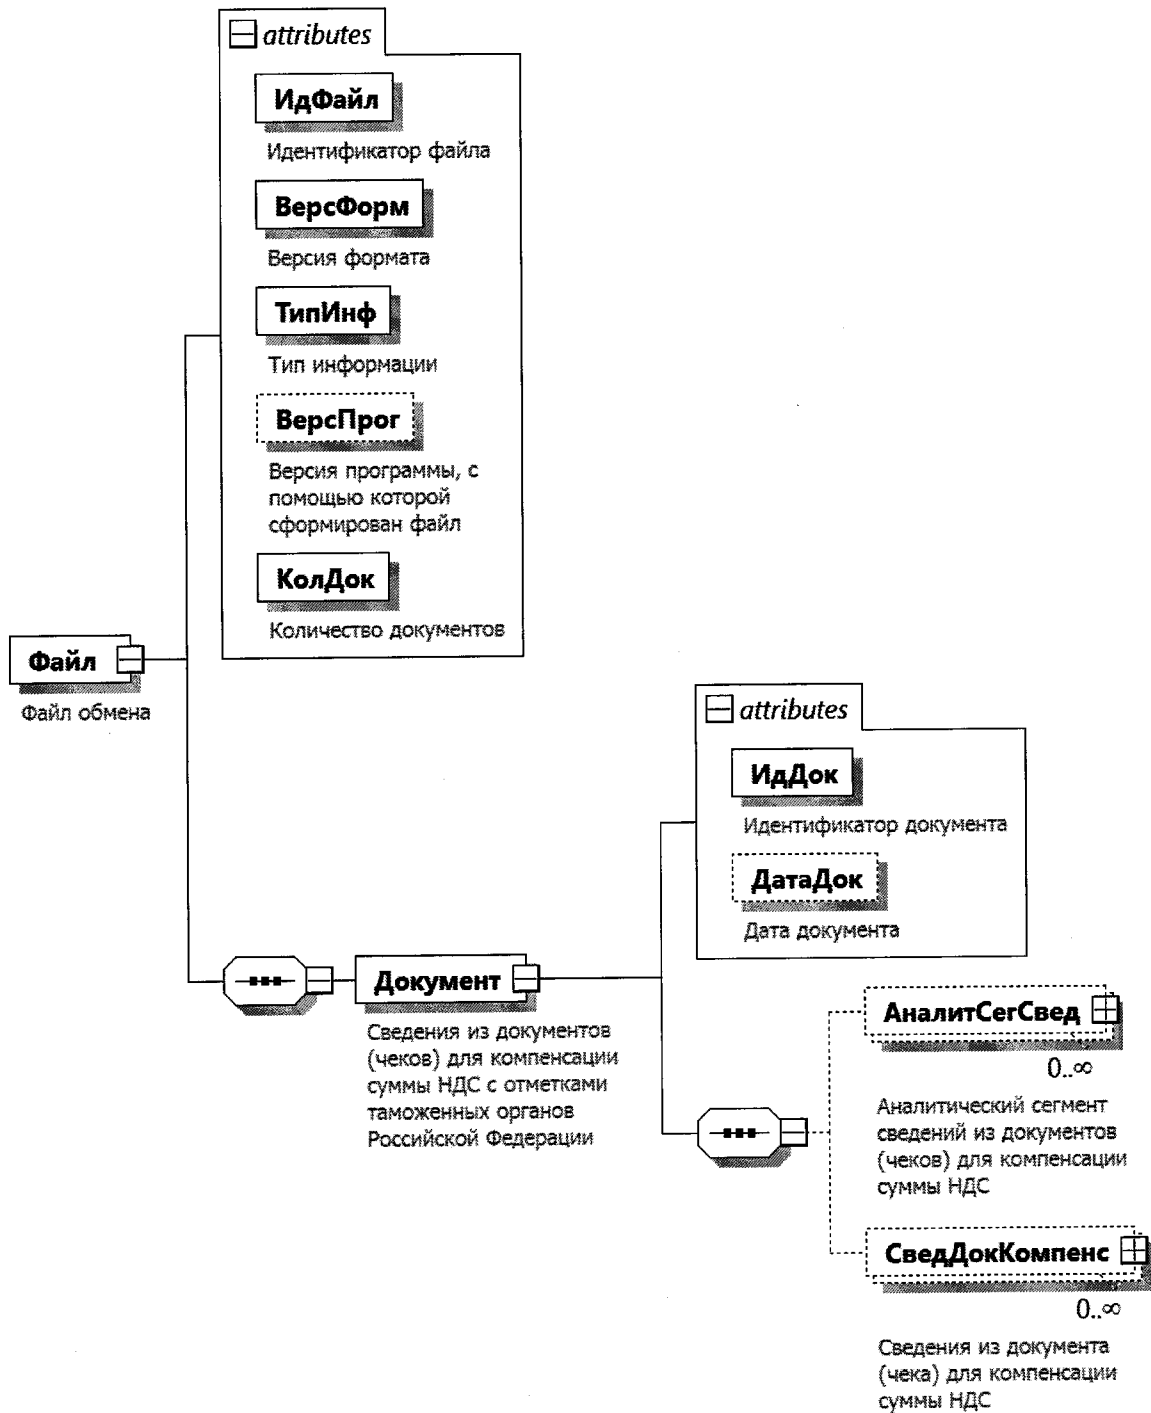 attributes
ИдФайл
Идентификатор файла
ВерсФорм
Версия формата
ТипИнф
Тип информации
ВерсПрог
Версия программы, с
помощью которой
сформирован файл
КолДок
Количество документов
Файл
Файл обмена
attributes
ИдДок
Идентификатор документа
ДатаДок
Дата документа
Документ
Сведения из документов
(чеков) для компенсации
суммы НДС с отметками
таможенных органов
Российской Федерации
АналитСегСвед
0..∞
Аналитический сегмент
сведений из документов
(чеков) для компенсации
суммы НДС
СведДокКомпенс
0..∞
Сведения из документа
(чека) для компенсации
суммы НДС